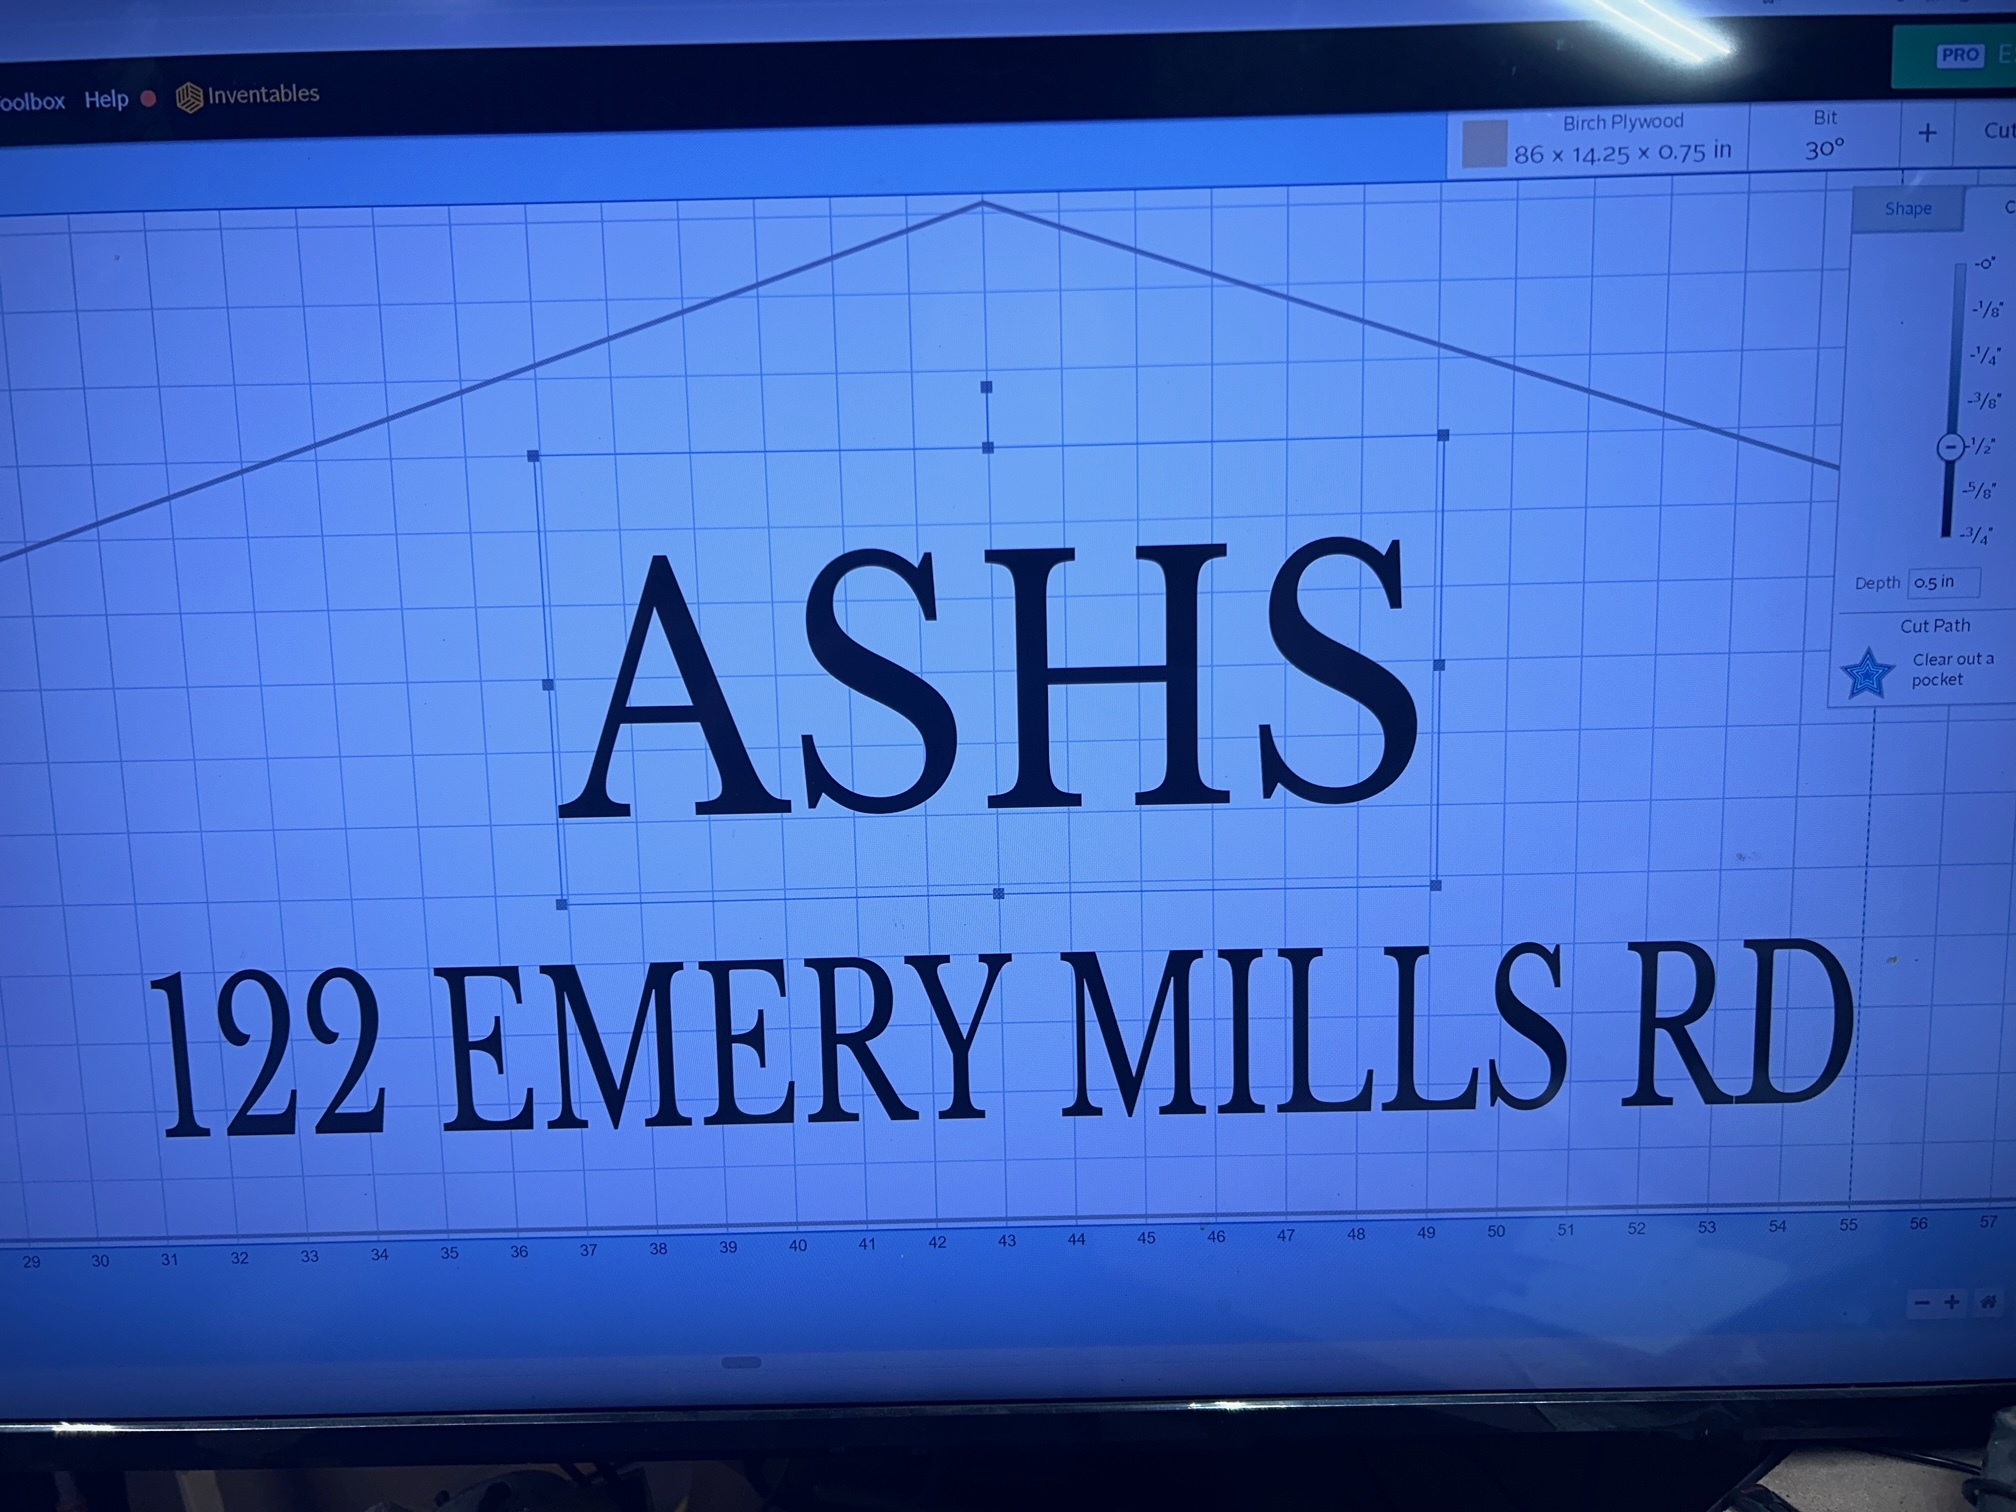 Help
Inventables
PRO
Birch Plywood
86 x 14.25 x 0.75 in
Bit
30°
+
Cut
Shape
-0"
-1/8"
-1/4"
-3/8"
-1/2"
-5/8"
-3/4"
Depth 0.5 in
Cut Path
Clear out a
pocket
ASHS
122 EMERY MILLS RD
29 30 31 32 33 34 35 36 37 38 39 40 41 42 43 44 45 46 47 48 49 50 51 52 53 54 55 56 57
− +